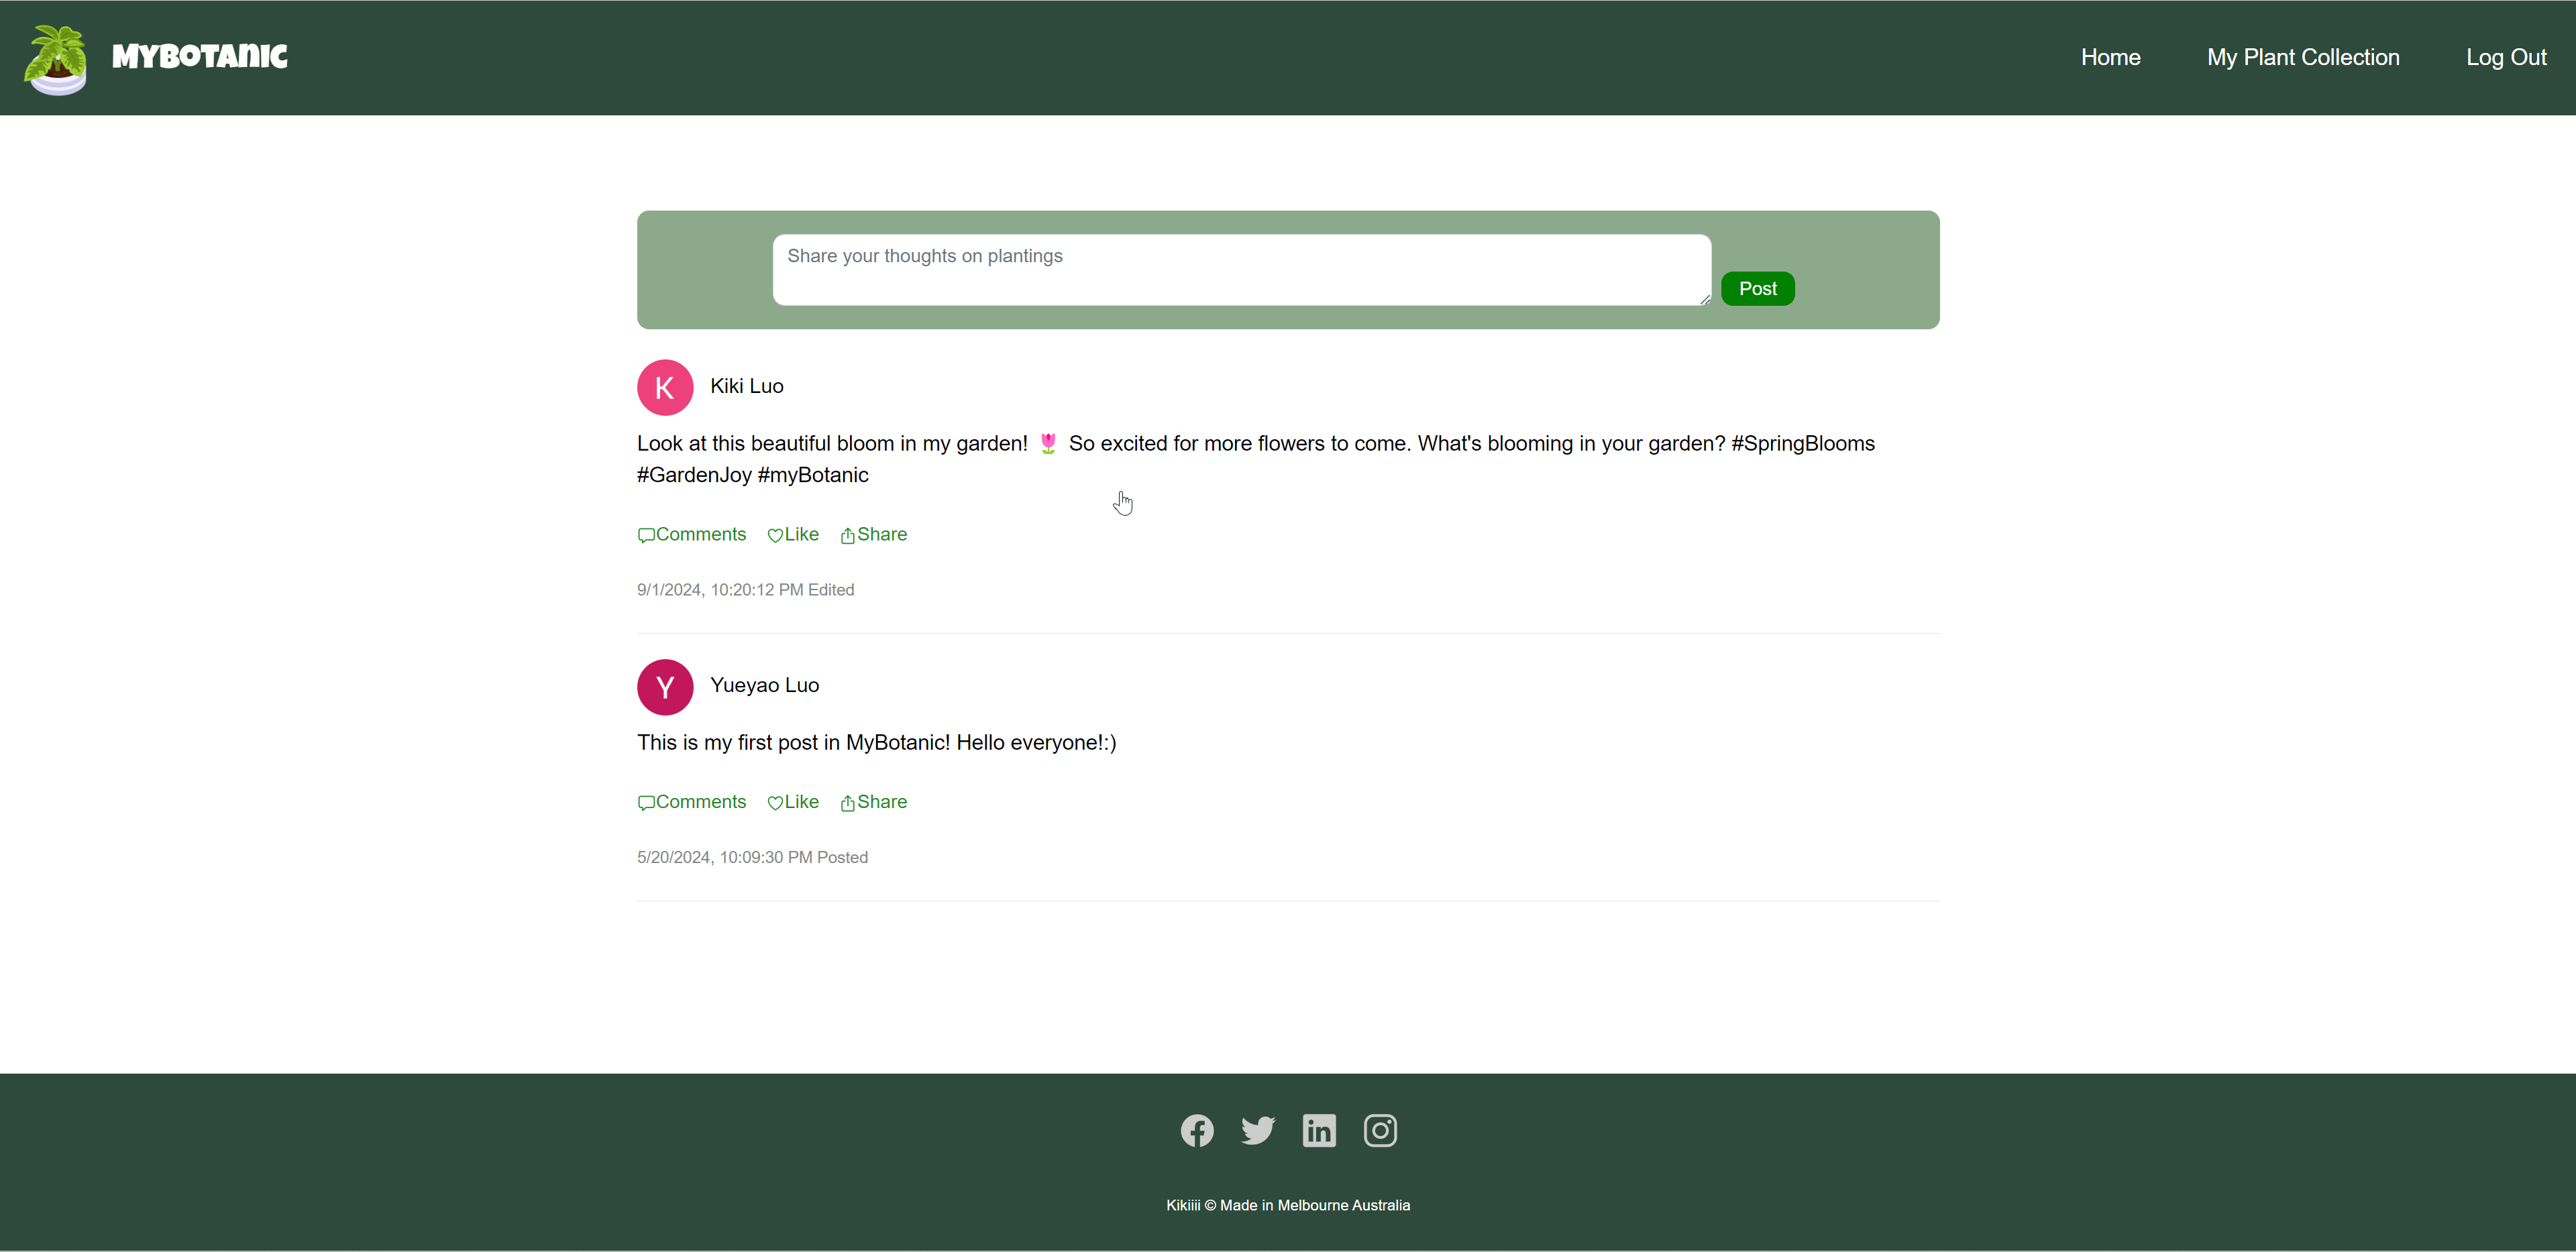 MYBOTANIC
Home My Plant Collection Log Out
Share your thoughts on plantings
Post
K Kiki Luo
Look at this beautiful bloom in my garden! 🌷 So excited for more flowers to come. What's blooming in your garden? #SpringBlooms
#GardenJoy #myBotanic
Comments Like Share
9/1/2024, 10:20:12 PM Edited
Y Yueyao Luo
This is my first post in MyBotanic! Hello everyone!:)
Comments Like Share
5/20/2024, 10:09:30 PM Posted
Kikiiii © Made in Melbourne Australia